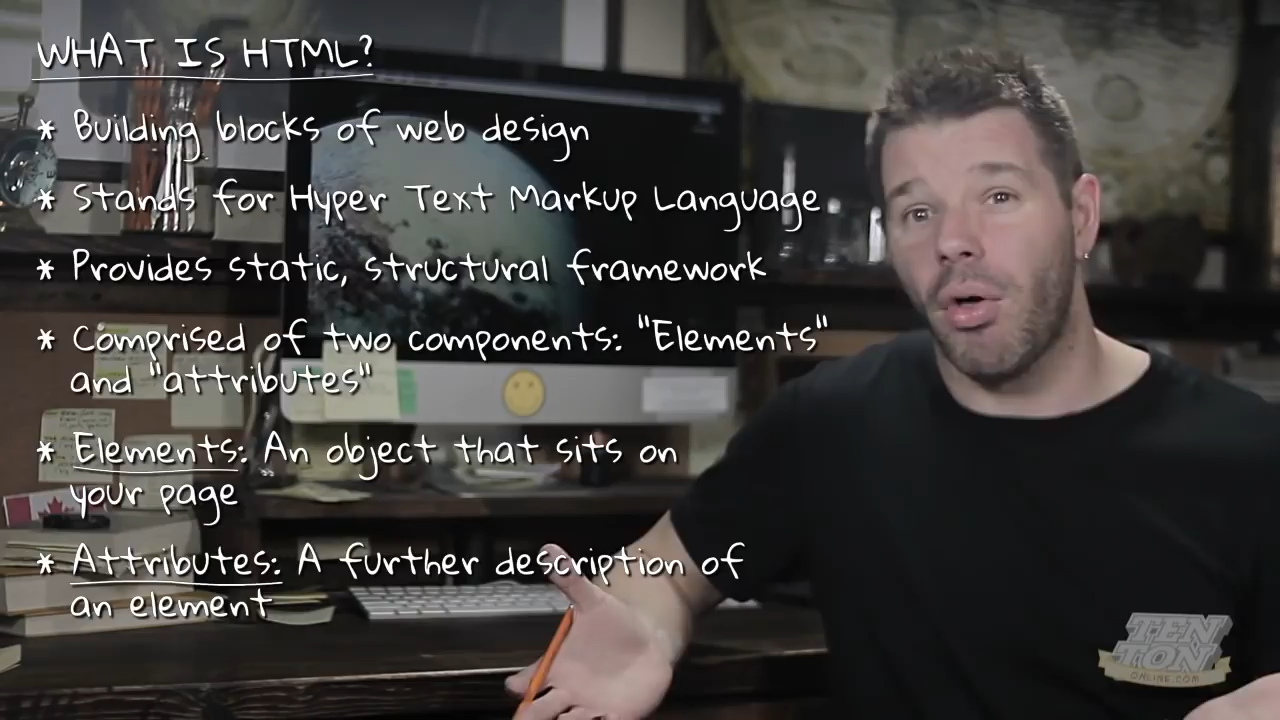 WHAT IS HTML?
* Building blocks of web design
* Stands for Hyper Text Markup Language
* Provides static, structural framework
* Comprised of two components: "Elements"
and "attributes"
* Elements: An object that sits on
your page
* Attributes: A further description of
an element
TEN
TON
ONLINE.COM